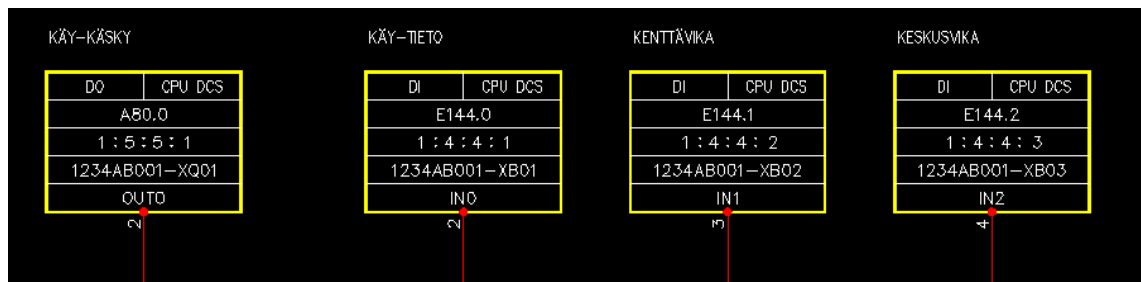 KÄY-KÄSKY KÄY-TIETO KENTTÄVIKA KESKUSVIKA
DO CPU DCS DI CPU DCS DI CPU DCS DI CPU DCS
A80.0 E144.0 E144.1 E144.2
1:5:5:1 1:4:4:1 1:4:4:2 1:4:4:3
1234AB001-XQ01 1234AB001-XB01 1234AB001-XB02 1234AB001-XB03
OUT0 IN0 IN1 IN2
2 2 3 4